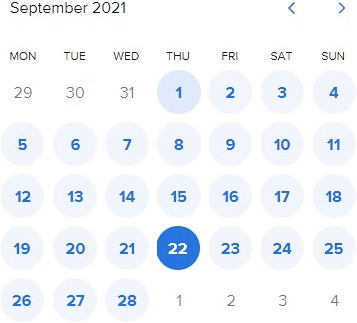 September 2021
MON TUE WED THU FRI SAT SUN
29 30 31 1 2 3 4
5 6 7 8 9 10 11
12 13 14 15 16 17 18
19 20 21 22 23 24 25
26 27 28 1 2 3 4